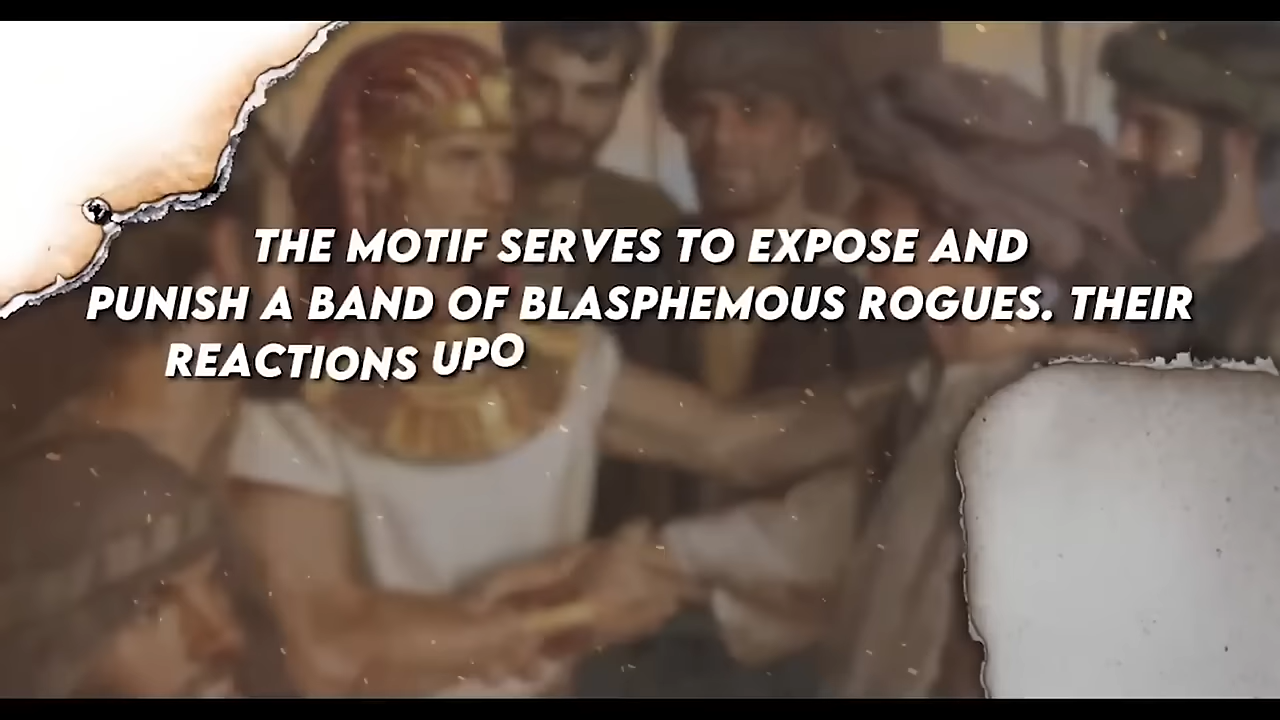 THE MOTIF SERVES TO EXPOSE AND
PUNISH A BAND OF BLASPHEMOUS ROGUES. THEIR
REACTIONS UPO